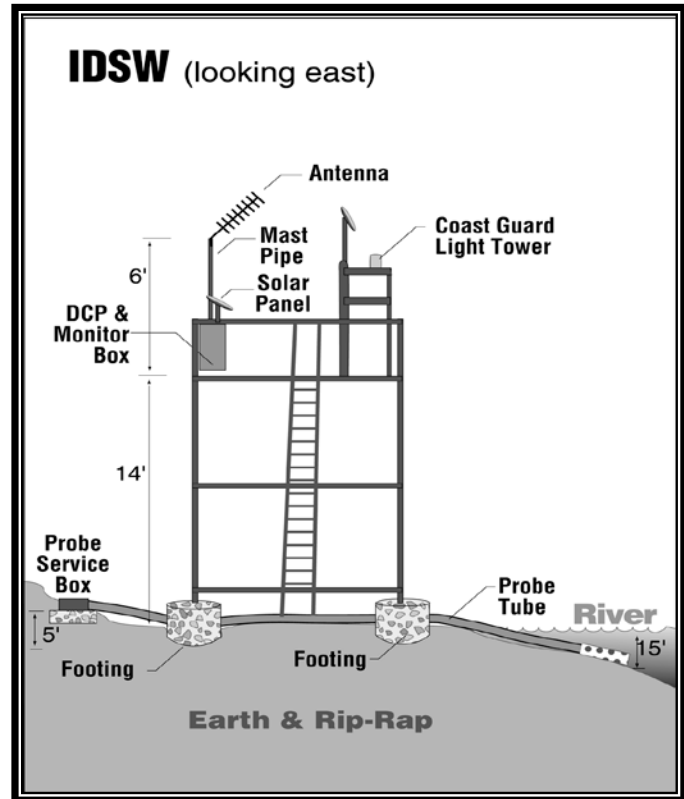 IDSW (looking east)
Antenna
Mast
Pipe
Coast Guard
Light Tower
6'
Solar
Panel
DCP &
Monitor
Box
14'
Probe
Service
Box
Probe
Tube
River
5'
15'
Footing
Footing
Earth & Rip-Rap